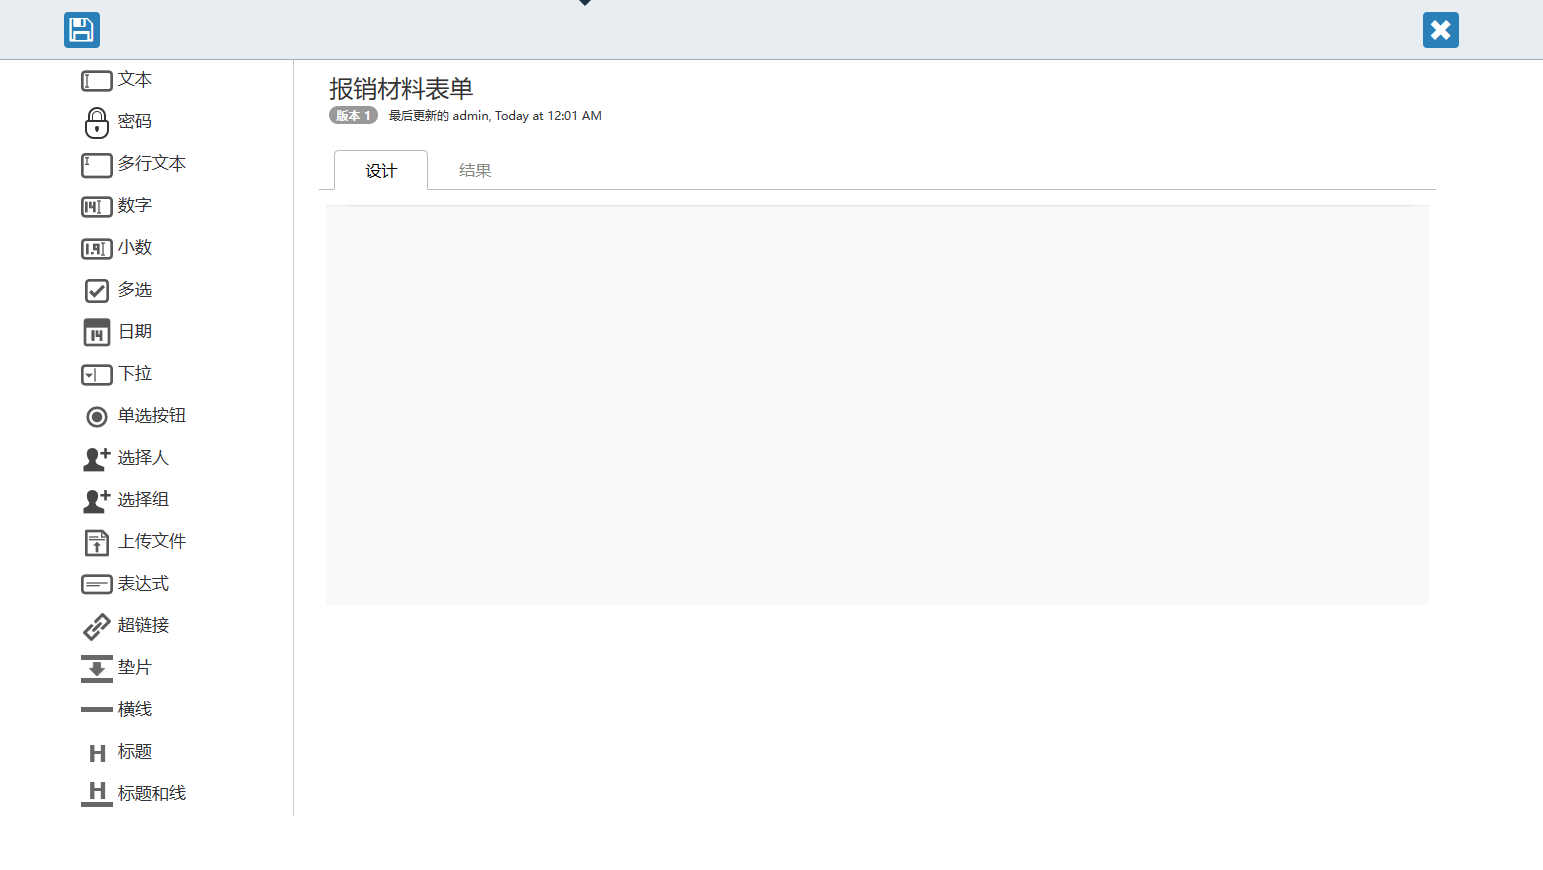 文本
密码
多行文本
数字
小数
多选
日期
下拉
单选按钮
选择人
选择组
上传文件
表达式
超链接
垫片
横线
标题
标题和线
报销材料表单
版本 1 最后更新的 admin, Today at 12:01 AM
设计 结果